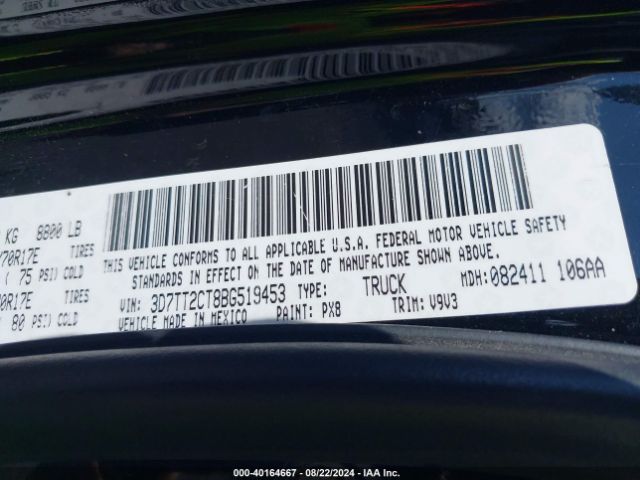 KG 8800 LB
/70R17E TIRES
( 75 PSI) COLD
70R17E TIRES
( 80 PSI) COLD
THIS VEHICLE CONFORMS TO ALL APPLICABLE U.S.A. FEDERAL MOTOR VEHICLE SAFETY
STANDARDS IN EFFECT ON THE DATE OF MANUFACTURE SHOWN ABOVE.
VIN: 3D7TT2CT8BG519453 TYPE: TRUCK MDH: 082411 106AA
VEHICLE MADE IN MEXICO PAINT: PX8 TRIM: V9V3
(000) 40164667 - 08/22/2024 - IAA Inc.